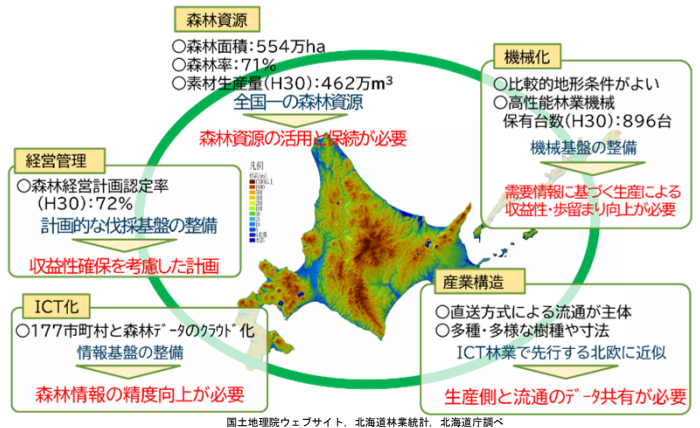 森林資源
○森林面積：554万ha
○森林率：71%
○素材生産量(H30)：462万m³
全国一の森林資源
森林資源の活用と保続が必要
機械化
○比較的地形条件がよい
○高性能林業機械
保有台数(H30)：896台
機械基盤の整備
需要情報に基づく生産による
収益性・歩留まり向上が必要
経営管理
○森林経営計画認定率
(H30)：72%
計画的な伐採基盤の整備
収益性確保を考慮した計画
ICT化
○177市町村と森林ﾃﾞｰﾀのｸﾗｳﾄﾞ化
情報基盤の整備
森林情報の精度向上が必要
産業構造
○直送方式による流通が主体
○多種・多様な樹種や寸法
ICT林業で先行する北欧に近似
生産側と流通のﾃﾞｰﾀ共有が必要
国土地理院ウェブサイト，北海道林業統計，北海道庁調べ